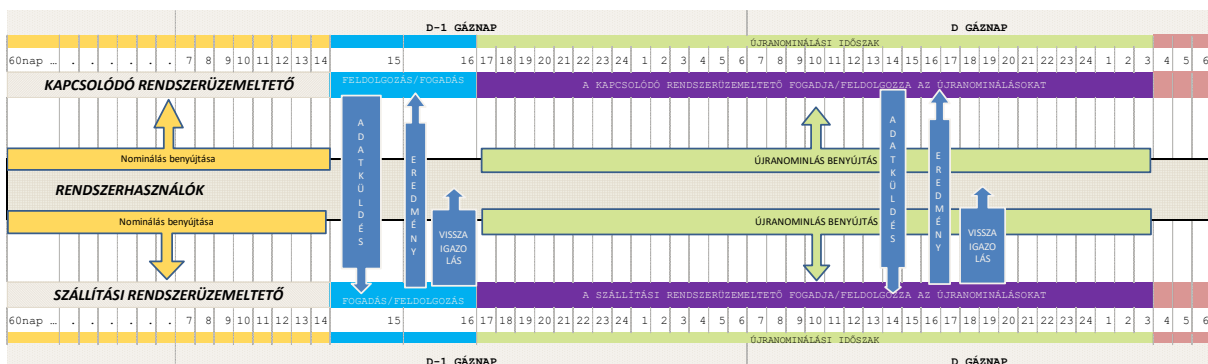 D-1 GÁZNAP D GÁZNAP
ÚJRANOMINÁLÁSI IDŐSZAK
60nap … . . . . . . 7 8 9 10 11 12 13 14 15 16 17 18 19 20 21 22 23 24 1 2 3 4 5 6 7 8 9 10 11 12 13 14 15 16 17 18 19 20 21 22 23 24 1 2 3 4 5 6
KAPCSOLÓDÓ RENDSZERÜZEMELTETŐ
FELDOLGOZÁS/FOGADÁS
A KAPCSOLÓDÓ RENDSZERÜZEMELTETŐ FOGADJA/FELDOLGOZZA AZ ÚJRANOMINÁLÁSOKAT
Nominálás benyújtása
ÚJRANOMINLÁS BENYÚJTÁS
RENDSZERHASZNÁLÓK
Nominálás benyújtása
ÚJRANOMINLÁS BENYÚJTÁS
ADATKÜLDÉS
EREDMÉNY
VISSZA
IGAZO
LÁS
ADATKÜLDÉS
EREDMÉNY
VISSZA
IGAZO
LÁS
SZÁLLÍTÁSI RENDSZERÜZEMELTETŐ
FOGADÁS/FELDOLGOZÁS
A SZÁLLÍTÁSI RENDSZERÜZEMELTETŐ FOGADJA/FELDOLGOZZA AZ ÚJRANOMINÁLÁSOKAT
60nap … . . . . . . 7 8 9 10 11 12 13 14 15 16 17 18 19 20 21 22 23 24 1 2 3 4 5 6 7 8 9 10 11 12 13 14 15 16 17 18 19 20 21 22 23 24 1 2 3 4 5 6
ÚJRANOMINÁLÁSI IDŐSZAK
D-1 GÁZNAP D GÁZNAP